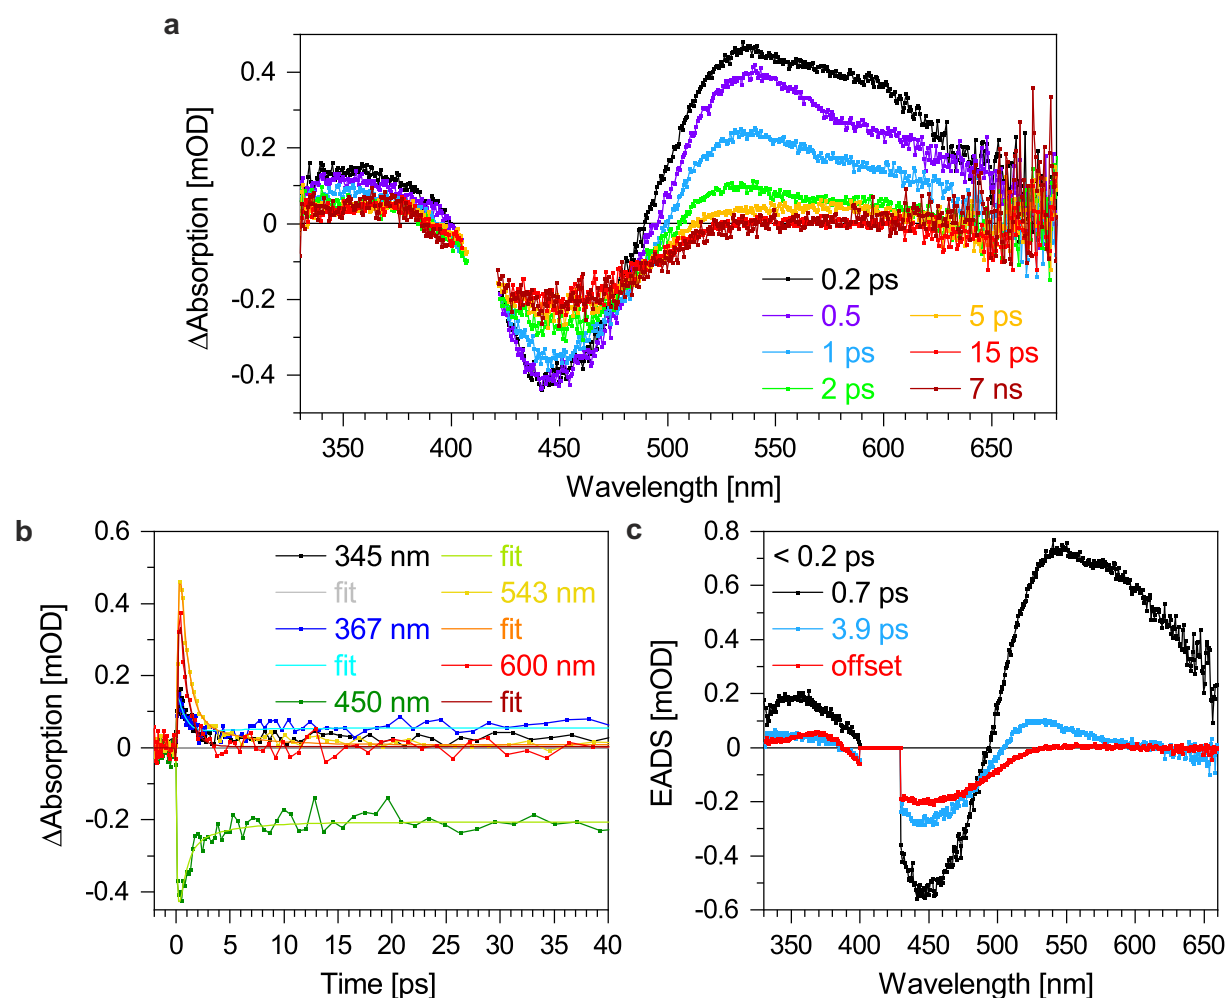 a
ΔAbsorption [mOD]
0.4
0.2
0
-0.2
-0.4
0.2 ps
0.5
5 ps
1 ps
15 ps
2 ps
7 ns
350 400 450 500 550 600 650
Wavelength [nm]
b
ΔAbsorption [mOD]
0.6
0.4
0.2
0
-0.2
-0.4
345 nm
fit
fit
543 nm
367 nm
fit
fit
600 nm
450 nm
fit
0 5 10 15 20 25 30 35 40
Time [ps]
c
EADS [mOD]
0.8
0.6
0.4
0.2
0
-0.2
-0.4
-0.6
< 0.2 ps
0.7 ps
3.9 ps
offset
350 400 450 500 550 600 650
Wavelength [nm]